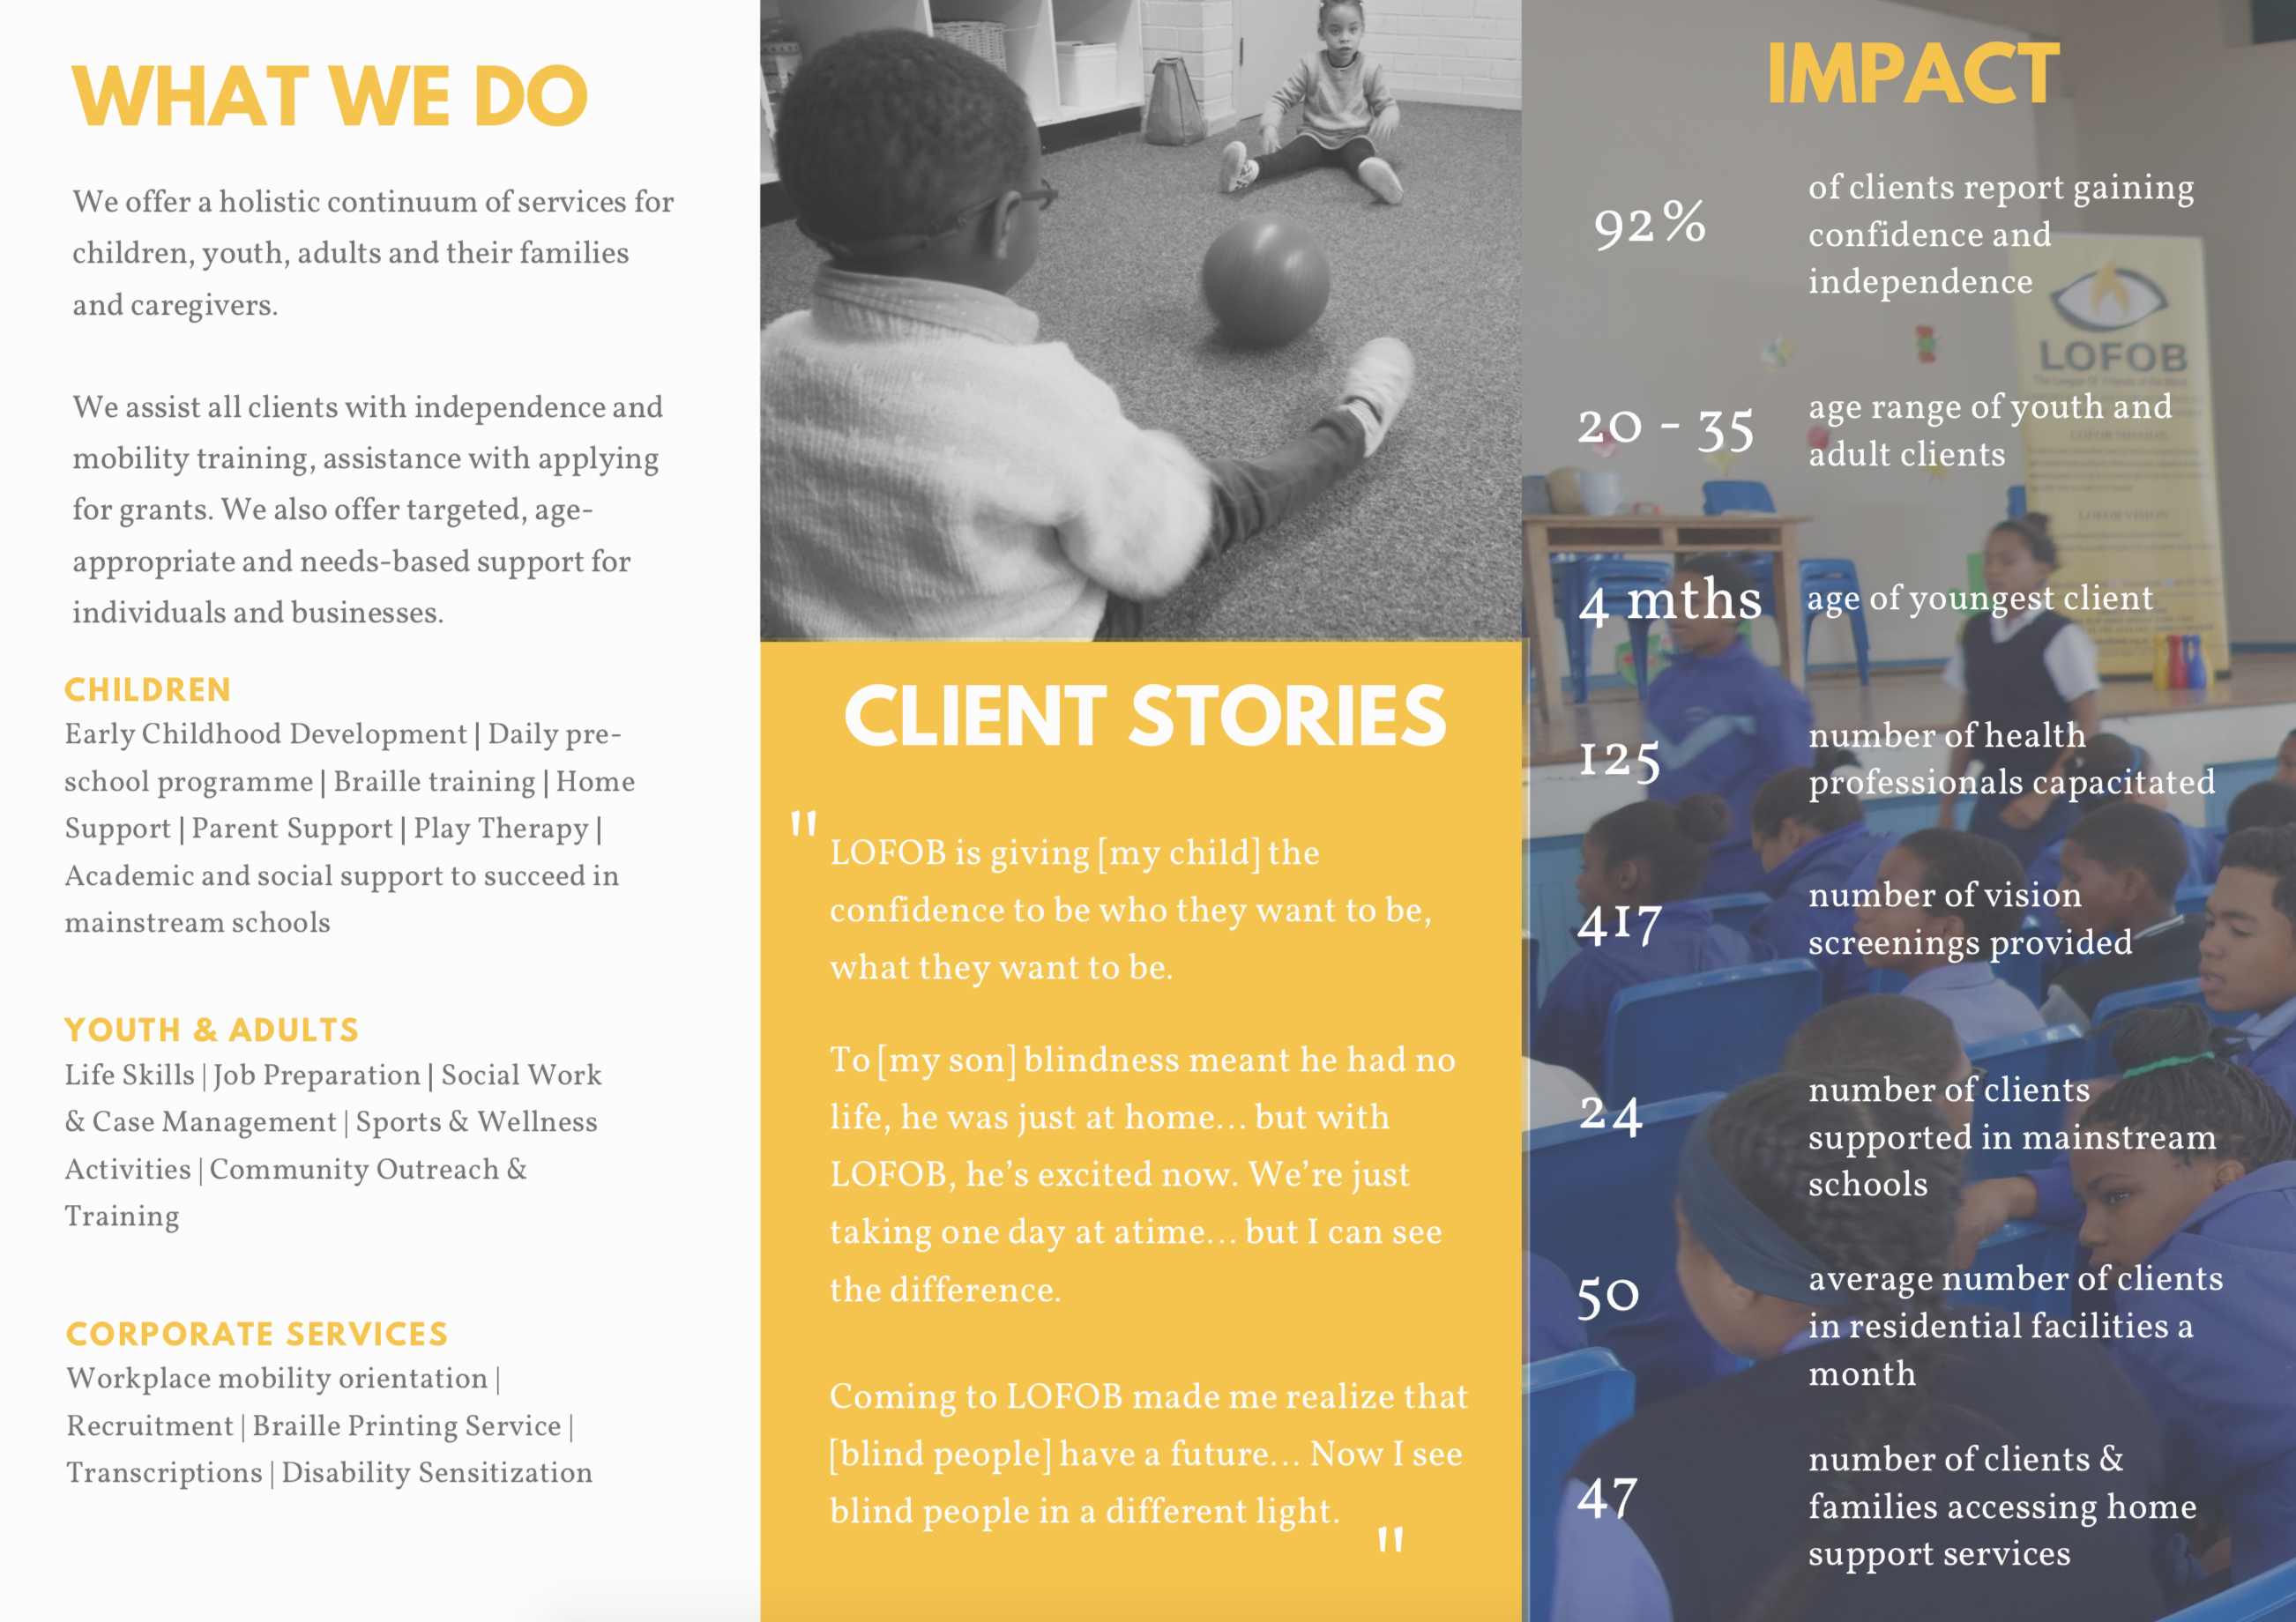 WHAT WE DO
We offer a holistic continuum of services for
children, youth, adults and their families
and caregivers.
We assist all clients with independence and
mobility training, assistance with applying
for grants. We also offer targeted, age-
appropriate and needs-based support for
individuals and businesses.
CHILDREN
Early Childhood Development | Daily pre-
school programme | Braille training | Home
Support | Parent Support | Play Therapy |
Academic and social support to succeed in
mainstream schools
YOUTH & ADULTS
Life Skills | Job Preparation | Social Work
& Case Management | Sports & Wellness
Activities | Community Outreach &
Training
CORPORATE SERVICES
Workplace mobility orientation |
Recruitment | Braille Printing Service |
Transcriptions | Disability Sensitization
CLIENT STORIES
"
LOFOB is giving [my child] the
confidence to be who they want to be,
what they want to be.
To [my son] blindness meant he had no
life, he was just at home... but with
LOFOB, he's excited now. We're just
taking one day at atime... but I can see
the difference.
Coming to LOFOB made me realize that
[blind people] have a future... Now I see
blind people in a different light.
"
IMPACT
92%
of clients report gaining
confidence and
independence
20 - 35
age range of youth and
adult clients
4 mths
age of youngest client
125
number of health
professionals capacitated
417
number of vision
screenings provided
24
number of clients
supported in mainstream
schools
50
average number of clients
in residential facilities a
month
47
number of clients &
families accessing home
support services
LOFOB
The League Of Friends of the Blind
LOFOB MISSION
LOFOB VISION